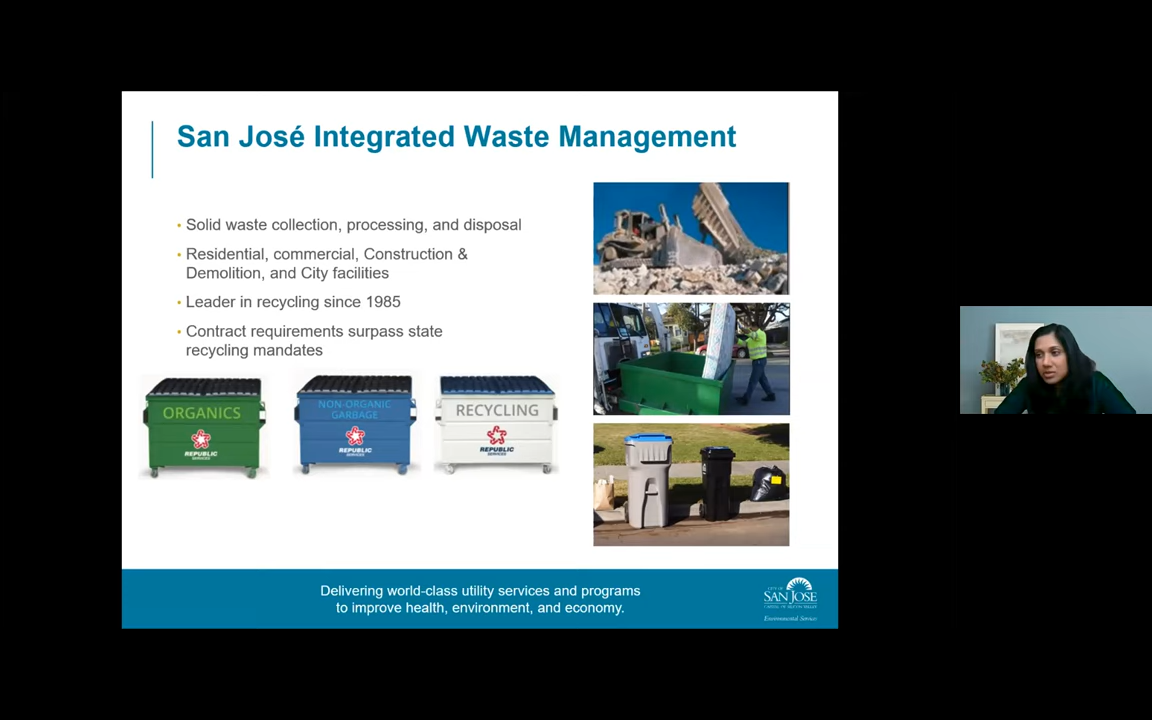 San José Integrated Waste Management
• Solid waste collection, processing, and disposal
• Residential, commercial, Construction &
Demolition, and City facilities
• Leader in recycling since 1985
• Contract requirements surpass state
recycling mandates
ORGANICS
REPUBLIC
SERVICES
NON-ORGANIC
GARBAGE
REPUBLIC
SERVICES
RECYCLING
REPUBLIC
SERVICES
Delivering world-class utility services and programs
to improve health, environment, and economy.
CITY OF
SAN JOSE
CAPITAL OF SILICON VALLEY
Environmental Services